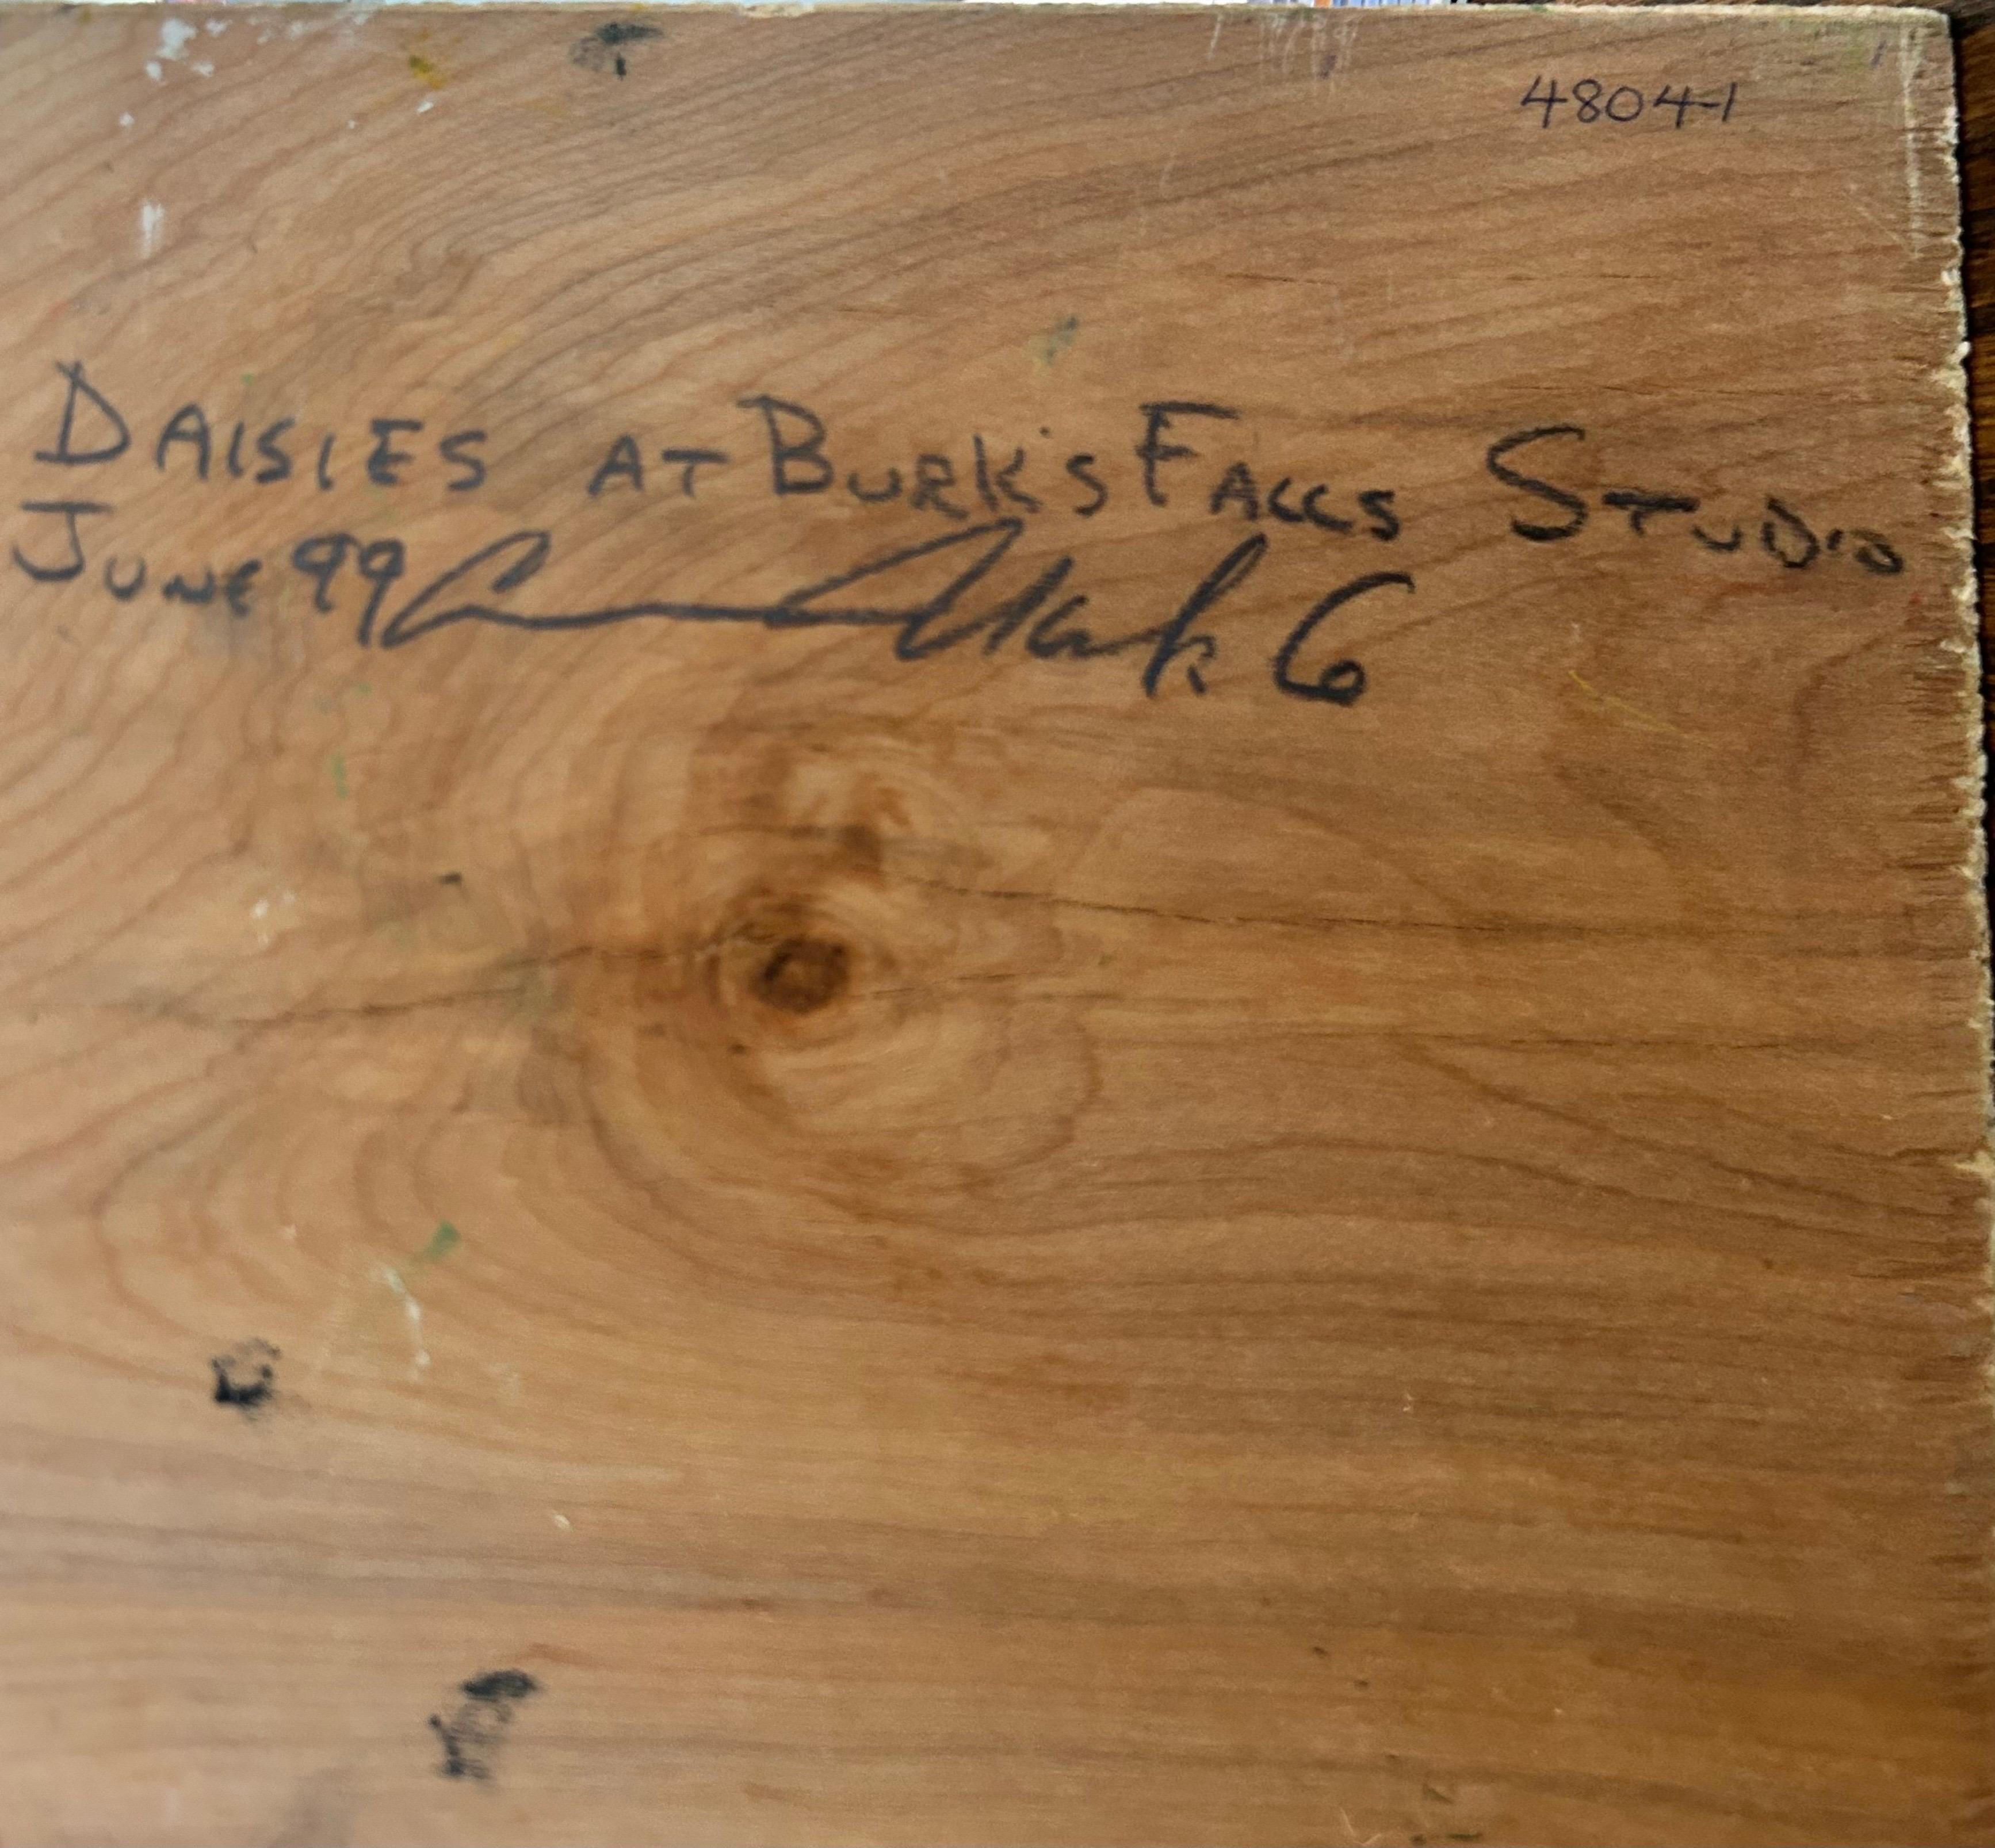 48041
DAISIES AT BURK'S FALLS STUDIO
JUNE 99